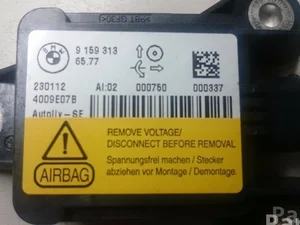 BMW
9 159 313
65.77
230112 AI:02 000750 000337
4009E07B
Autoliv-SE
REMOVE VOLTAGE/
DISCONNECT BEFORE REMOVAL
Spannungsfrei machen / Stecker
abziehen vor Montage / Demontage.
AIRBAG